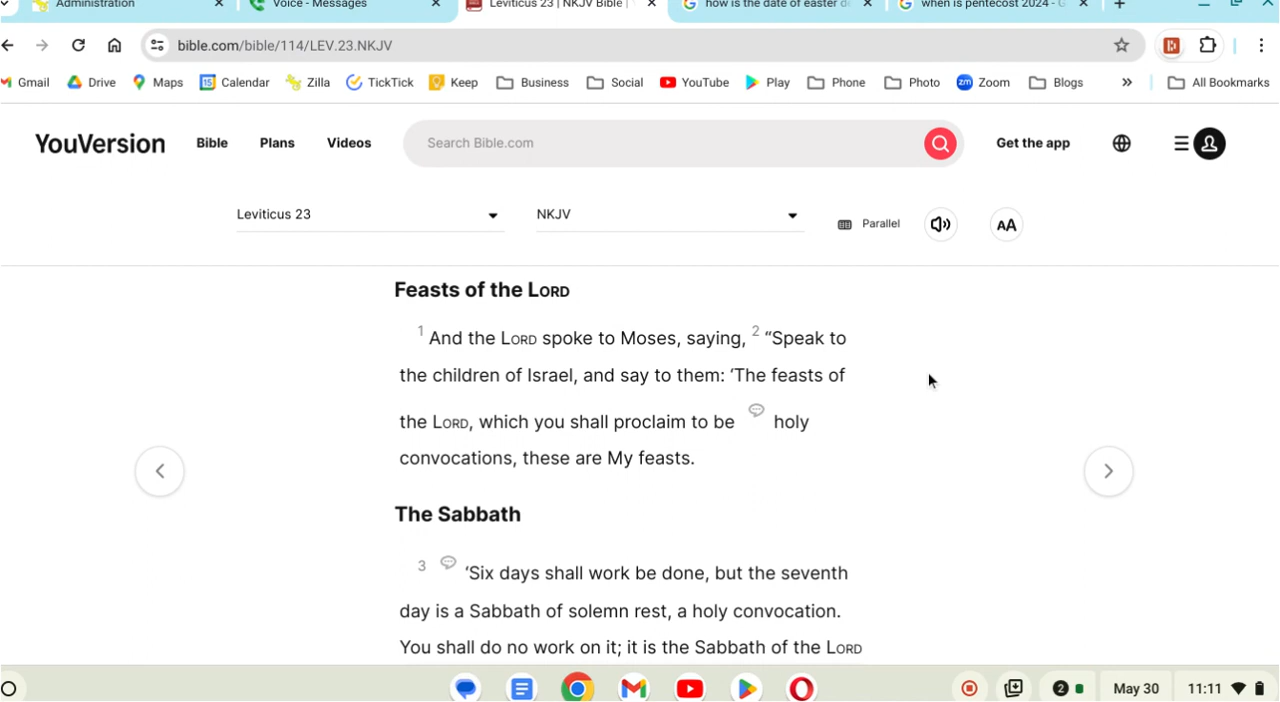 Administration × Voice - Messages × Leviticus 23 | NKJV Bible | × how is the date of easter d × when is pentecost 2024 - G × +
bible.com/bible/114/LEV.23.NKJV
Gmail Drive Maps 15 Calendar Zilla TickTick Keep Business Social YouTube Play Phone Photo zm Zoom Blogs » All Bookmarks
YouVersion Bible Plans Videos Search Bible.com Get the app
Leviticus 23 NKJV Parallel AA
Feasts of the LORD
1 And the LORD spoke to Moses, saying, 2 “Speak to
the children of Israel, and say to them: ‘The feasts of
the LORD, which you shall proclaim to be holy
convocations, these are My feasts.
The Sabbath
3 ‘Six days shall work be done, but the seventh
day is a Sabbath of solemn rest, a holy convocation.
You shall do no work on it; it is the Sabbath of the LORD
2 May 30 11:11